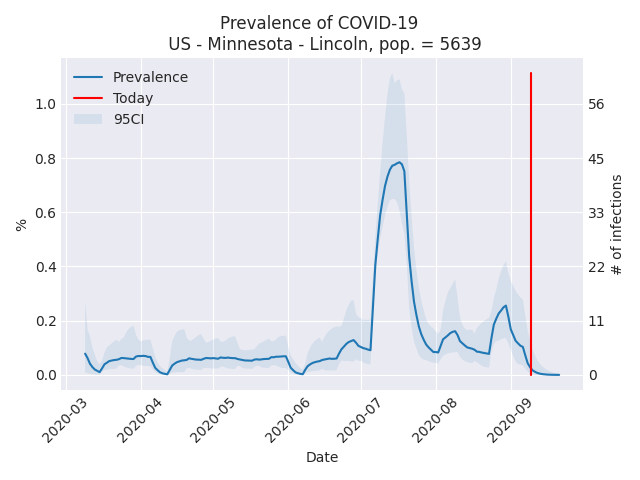 Prevalence of COVID-19
US - Minnesota - Lincoln, pop. = 5639
Prevalence
Today
95CI
%
1.0
0.8
0.6
0.4
0.2
0.0
56
45
33
22
11
0
# of infections
2020-03
2020-04
2020-05
2020-06
2020-07
2020-08
2020-09
Date